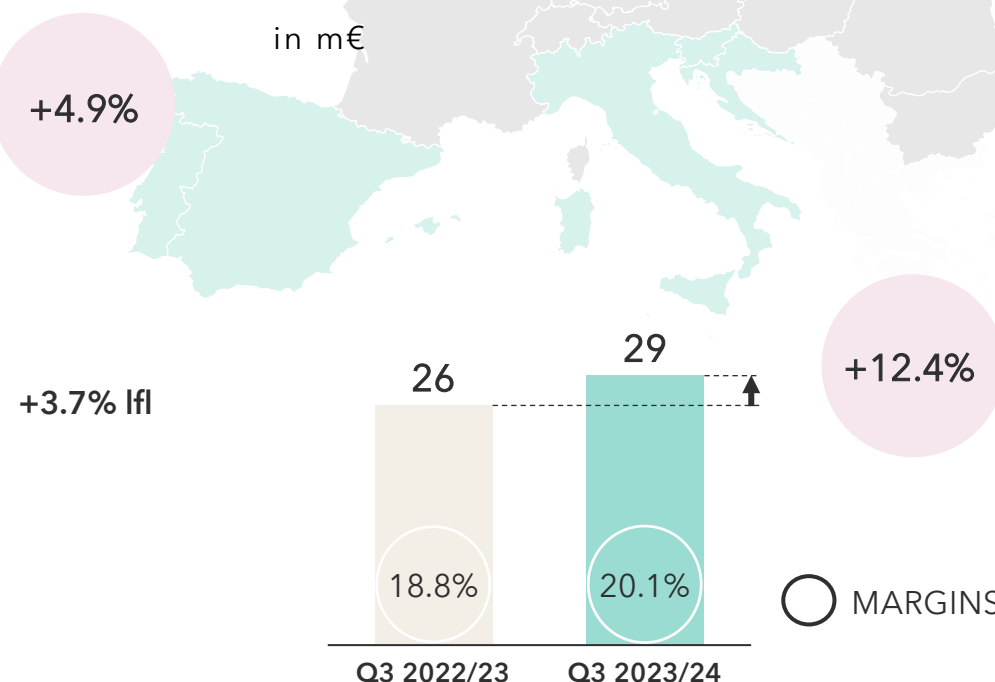 in m€
+4.9%
29
+12.4%
26
+3.7% lfl
18.8%
20.1%
MARGINS
Q3 2022/23
Q3 2023/24